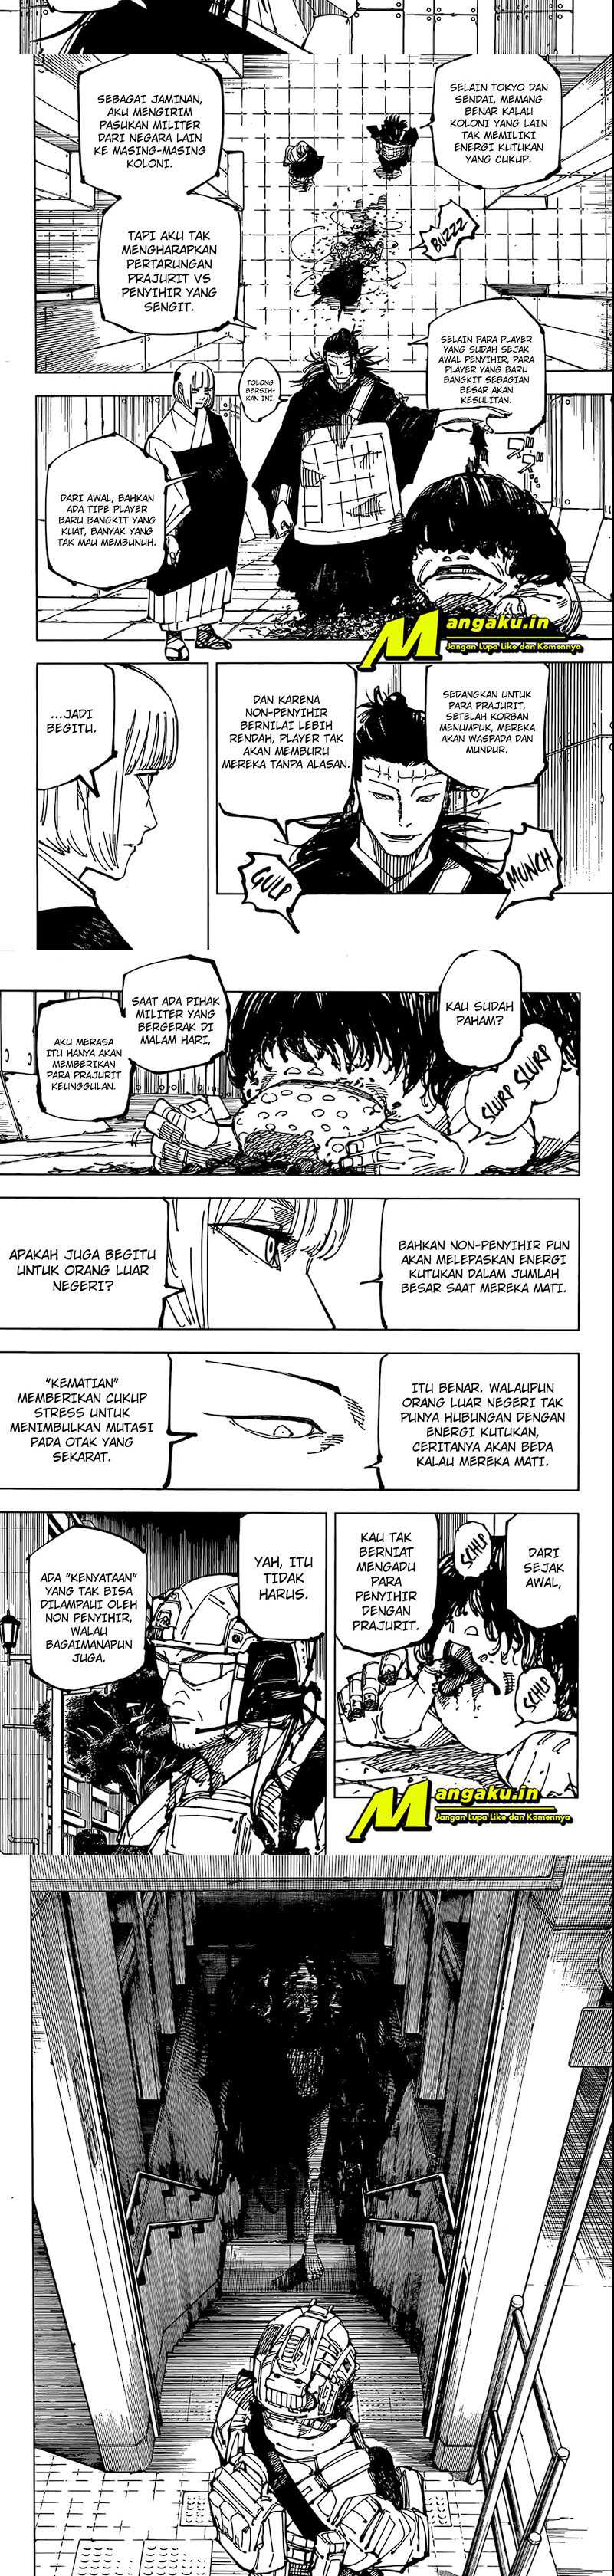 SELAIN TOKYO DAN
SENDAI, MEMANG
BENAR KALAU
KOLONI YANG LAIN
TAK MEMILIKI
ENERGI KUTUKAN
YANG CUKUP.
SEBAGAI JAMINAN,
AKU MENGIRIM
PASUKAN MILITER
DARI NEGARA LAIN
KE MASING-MASING
KOLONI.
TAPI AKU TAK
MENGHARAPKAN
PERTARUNGAN
PRAJURIT VS
PENYIHIR YANG
SENGIT.
BUZZZ
SELAIN PARA PLAYER
YANG SUDAH SEJAK
AWAL PENYIHIR, PARA
PLAYER YANG BARU
BANGKIT SEBAGIAN
BESAR AKAN
KESULITAN.
TOLONG
BERSIH-
KAN INI.
DARI AWAL, BAHKAN
ADA TIPE PLAYER
BARU BANGKIT YANG
KUAT, BANYAK YANG
TAK MAU MEMBUNUH.
Mangaku.in
Jangan Lupa Like dan Komennya
SEDANGKAN UNTUK
PARA PRAJURIT,
SETELAH KORBAN
MENUMPUK, MEREKA
AKAN WASPADA DAN
MUNDUR.
DAN KARENA
NON-PENYIHIR
BERNILAI LEBIH
RENDAH, PLAYER TAK
AKAN MEMBURU
MEREKA TANPA ALASAN.
...JADI
BEGITU.
MUNCH
GULP
KAU SUDAH
PAHAM?
SAAT ADA PIHAK
MILITER YANG
BERGERAK DI
MALAM HARI,
AKU MERASA
ITU HANYA AKAN
MEMBERIKAN
PARA PRAJURIT
KEUNGGULAN.
SLURP SLURP
BAHKAN NON-PENYIHIR PUN
AKAN MELEPASKAN ENERGI
KUTUKAN DALAM JUMLAH
BESAR SAAT MEREKA MATI.
APAKAH JUGA BEGITU
UNTUK ORANG LUAR
NEGERI?
ITU BENAR. WALAUPUN
ORANG LUAR NEGERI TAK
PUNYA HUBUNGAN DENGAN
ENERGI KUTUKAN,
CERITANYA AKAN BEDA
KALAU MEREKA MATI.
"KEMATIAN"
MEMBERIKAN CUKUP
STRESS UNTUK
MENIMBULKAN MUTASI
PADA OTAK YANG
SEKARAT.
DARI
SEJAK
AWAL,
SCHLP
KAU TAK
BERNIAT
MENGADU
PARA
PENYIHIR
DENGAN
PRAJURIT.
SCHLP
YAH, ITU
TIDAK
HARUS.
ADA "KENYATAAN"
YANG TAK BISA
DILAMPAUI OLEH
NON PENYIHIR,
WALAU
BAGAIMANAPUN
JUGA.
Mangaku.in
Jangan Lupa Like dan Komennya